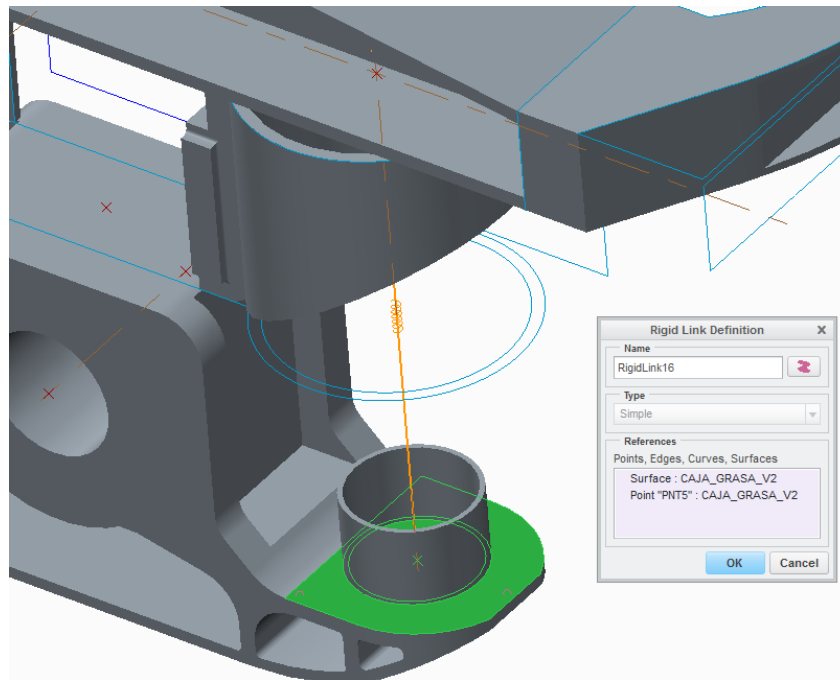 Rigid Link Definition
Name
RigidLink16
Type
Simple
References
Points, Edges, Curves, Surfaces
Surface : CAJA_GRASA_V2
Point "PNT5" : CAJA_GRASA_V2
OK
Cancel